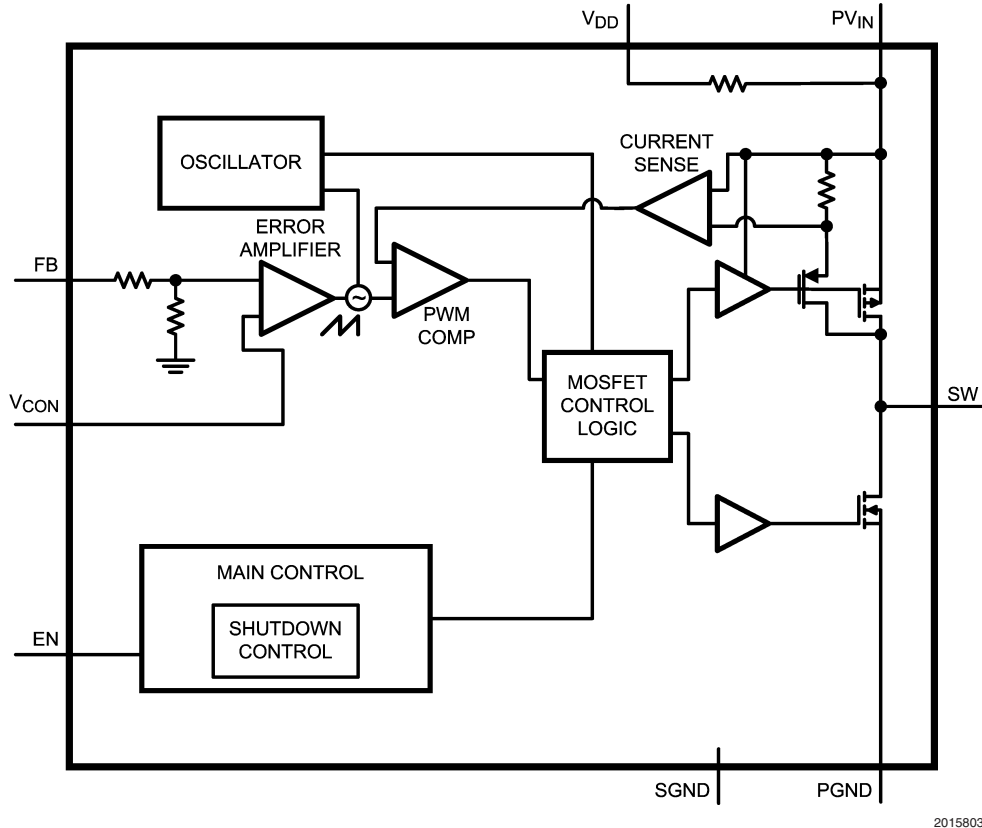 VDD
PVIN
CURRENT
SENSE
OSCILLATOR
ERROR
AMPLIFIER
FB
~
PWM
COMP
MOSFET
CONTROL
LOGIC
VCON
SW
MAIN CONTROL
SHUTDOWN
CONTROL
EN
SGND
PGND
2015803